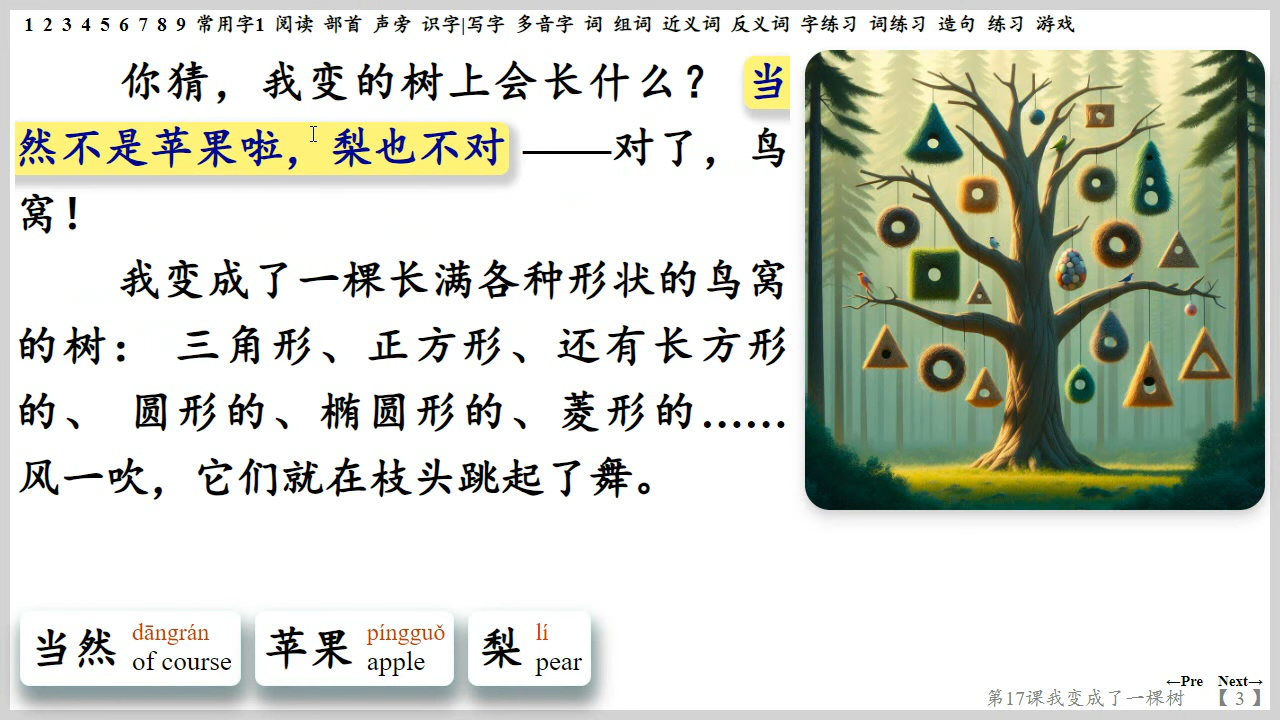 1 2 3 4 5 6 7 8 9 常用字1 阅读 部首 声旁 识字|写字 多音字 词 组词 近义词 反义词 字练习 词练习 造句 练习 游戏
你猜，我变的树上会长什么？ 当
然不是苹果啦，梨也不对 ——对了，鸟
窝！
我变成了一棵长满各种形状的鸟窝
的树： 三角形、正方形、还有长方形
的、 圆形的、椭圆形的、菱形的……
风一吹，它们就在枝头跳起了舞。
当然 dāngrán of course
苹果 píngguǒ apple
梨 lí pear
←Pre Next→
第17课我变成了一棵树 【 3 】